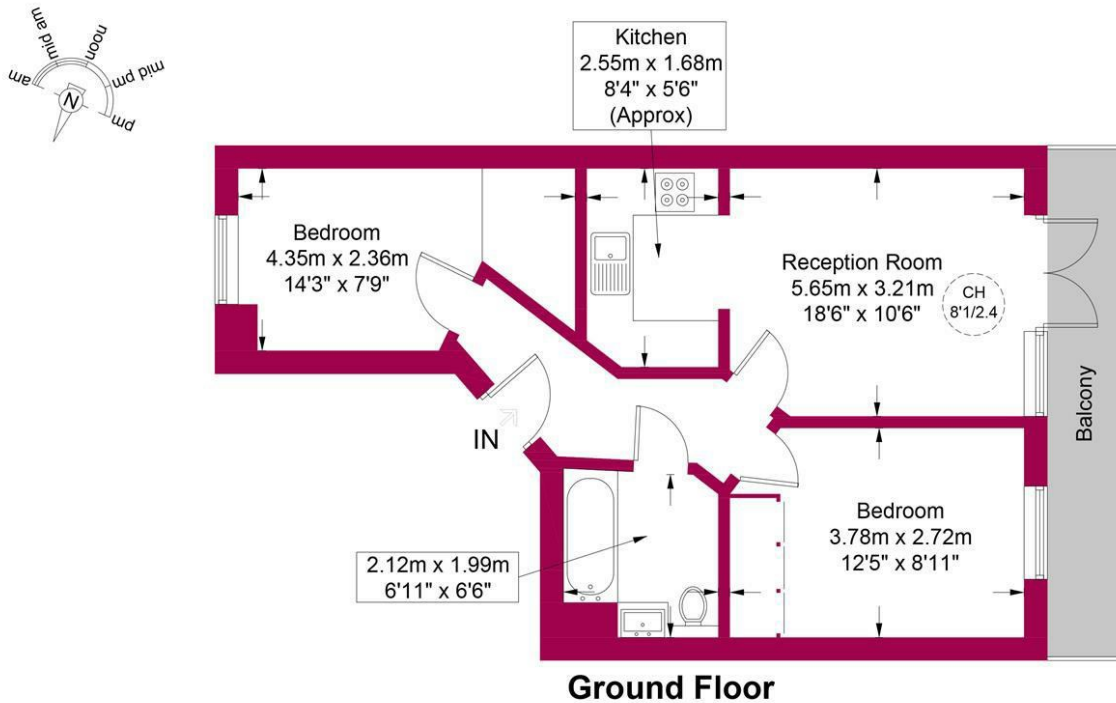 am
mid am
noon
mid pm
pm
N
Kitchen
2.55m x 1.68m
8'4" x 5'6"
(Approx)
Bedroom
4.35m x 2.36m
14'3" x 7'9"
Reception Room
5.65m x 3.21m
18'6" x 10'6"
CH
8'1/2.4
Balcony
IN
2.12m x 1.99m
6'11" x 6'6"
Bedroom
3.78m x 2.72m
12'5" x 8'11"
Ground Floor